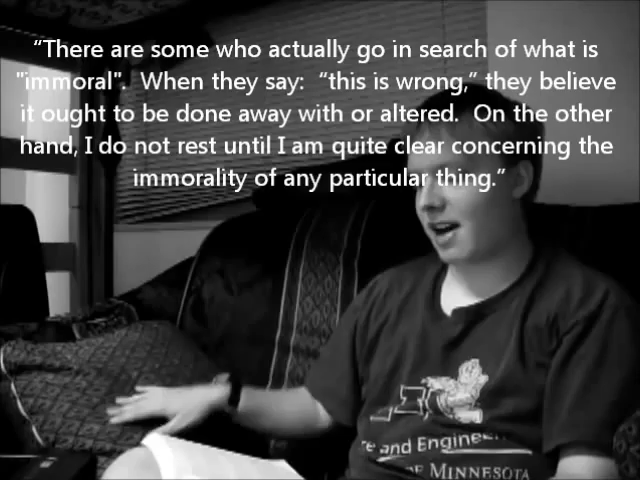 “There are some who actually go in search of what is
"immoral". When they say: “this is wrong,“ they believe
it ought to be done away with or altered. On the other
hand, I do not rest until I am quite clear concerning the
immorality of any particular thing.”
and Engine
MINNESOTA